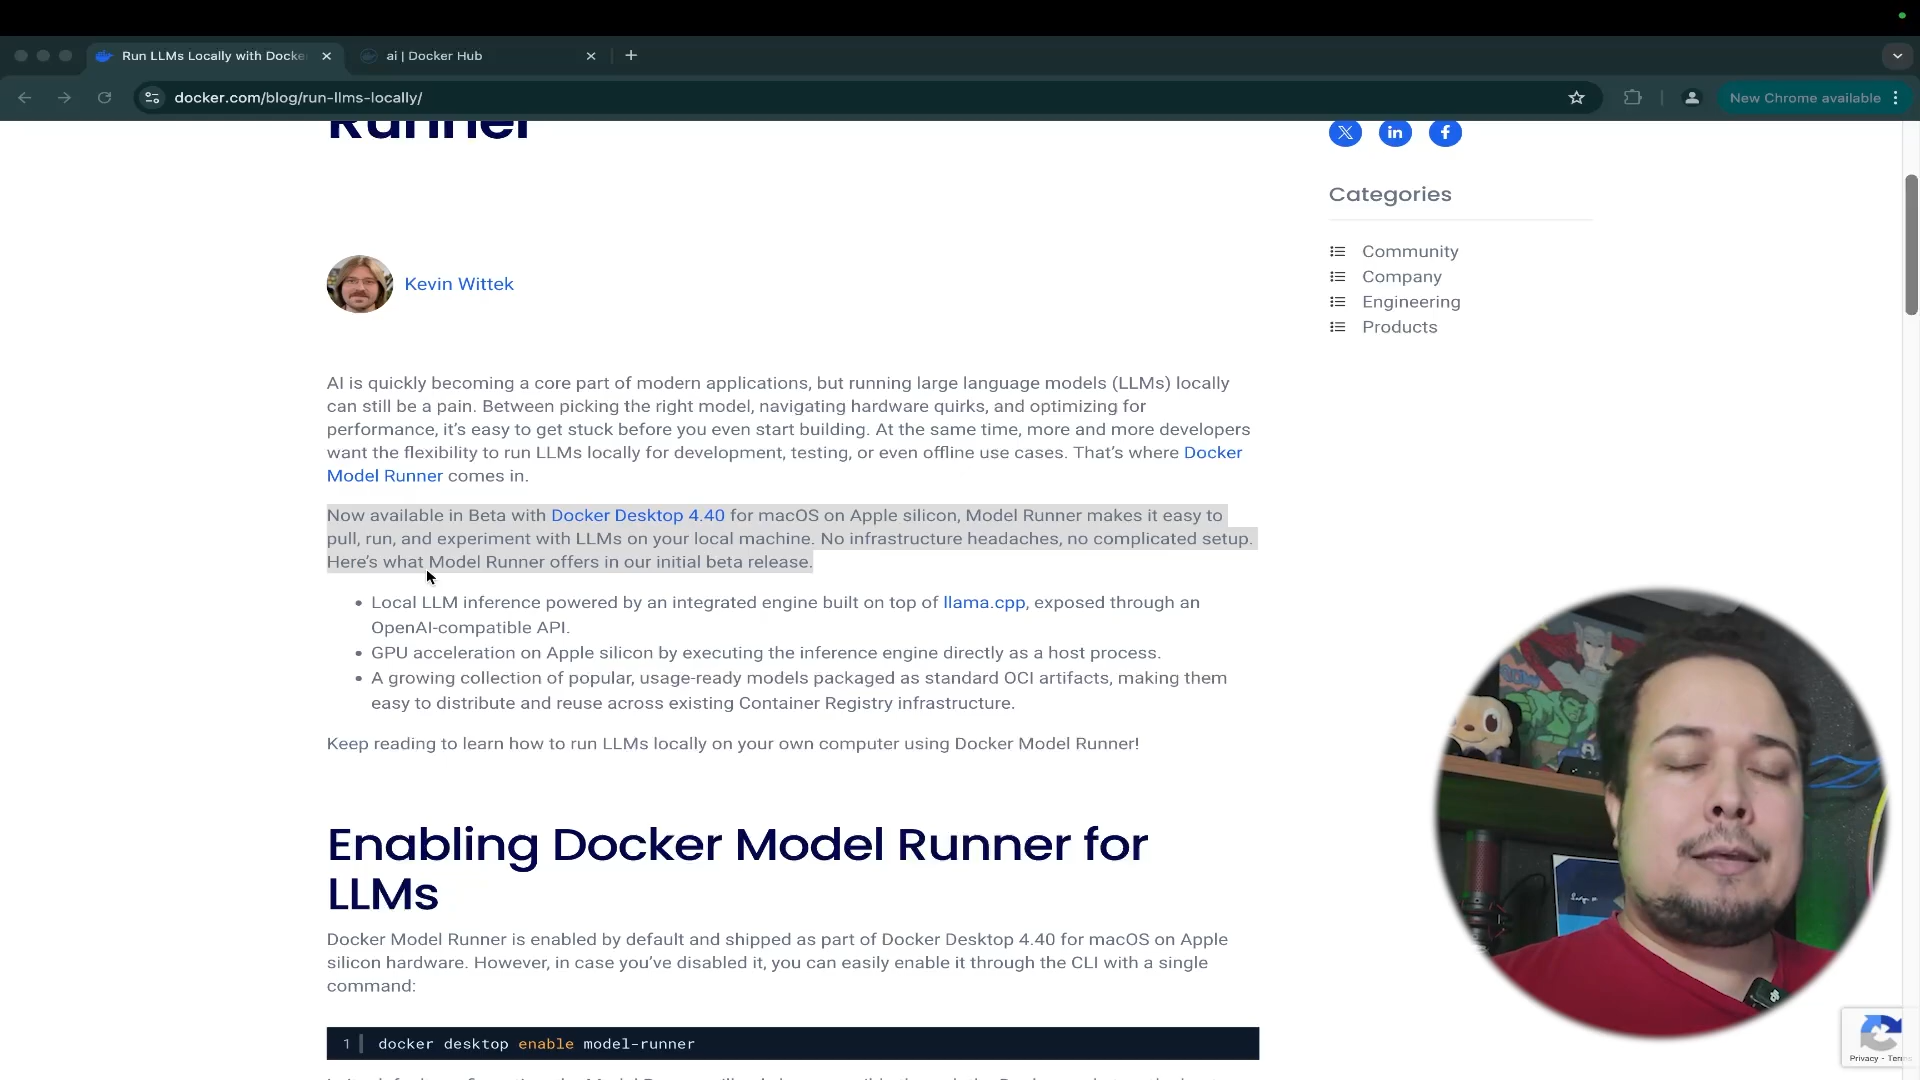 Run LLMs Locally with Docke
ai | Docker Hub
docker.com/blog/run-llms-locally/
New Chrome available
Runner
Kevin Wittek
Categories
Community
Company
Engineering
Products
AI is quickly becoming a core part of modern applications, but running large language models (LLMs) locally
can still be a pain. Between picking the right model, navigating hardware quirks, and optimizing for
performance, it's easy to get stuck before you even start building. At the same time, more and more developers
want the flexibility to run LLMs locally for development, testing, or even offline use cases. That's where Docker
Model Runner comes in.
Now available in Beta with Docker Desktop 4.40 for macOS on Apple silicon, Model Runner makes it easy to
pull, run, and experiment with LLMs on your local machine. No infrastructure headaches, no complicated setup.
Here's what Model Runner offers in our initial beta release.
Local LLM inference powered by an integrated engine built on top of llama.cpp, exposed through an
OpenAI-compatible API.
GPU acceleration on Apple silicon by executing the inference engine directly as a host process.
A growing collection of popular, usage-ready models packaged as standard OCI artifacts, making them
easy to distribute and reuse across existing Container Registry infrastructure.
Keep reading to learn how to run LLMs locally on your own computer using Docker Model Runner!
Enabling Docker Model Runner for
LLMs
Docker Model Runner is enabled by default and shipped as part of Docker Desktop 4.40 for macOS on Apple
silicon hardware. However, in case you've disabled it, you can easily enable it through the CLI with a single
command:
1 docker desktop enable model-runner
Privacy - Terms